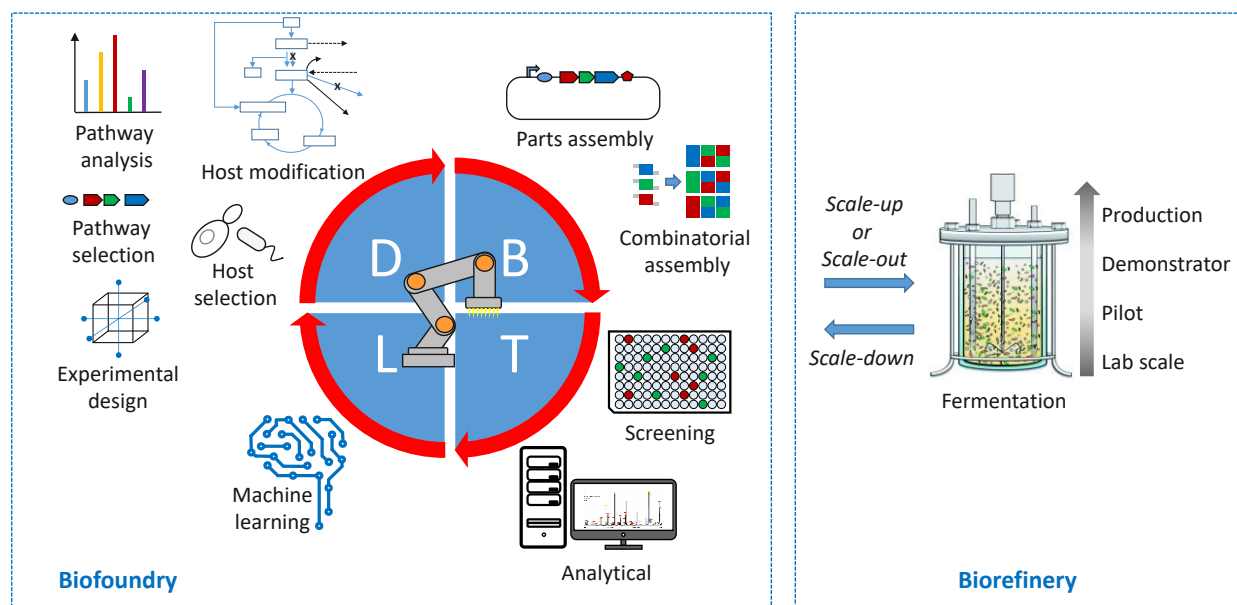 Pathway
analysis
Host modification
Parts assembly
Pathway
selection
Host
selection
Combinatorial
assembly
Experimental
design
D
B
L
T
X
X
Screening
Machine
learning
Analytical
Biofoundry
Scale-up
or
Scale-out
Scale-down
Production
Demonstrator
Pilot
Lab scale
Fermentation
Biorefinery